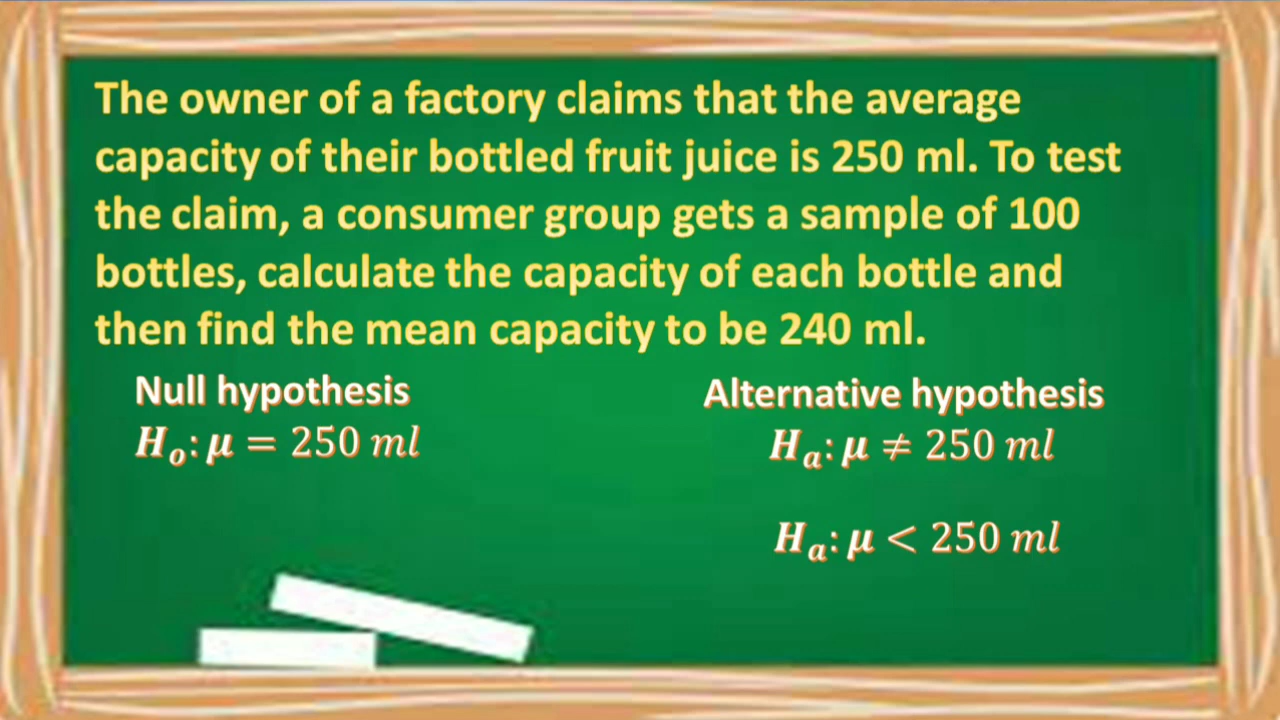 The owner of a factory claims that the average
capacity of their bottled fruit juice is 250 ml. To test
the claim, a consumer group gets a sample of 100
bottles, calculate the capacity of each bottle and
then find the mean capacity to be 240 ml.
Null hypothesis
Hₒ: μ = 250 ml
Alternative hypothesis
Hₐ: μ ≠ 250 ml
Hₐ: μ < 250 ml